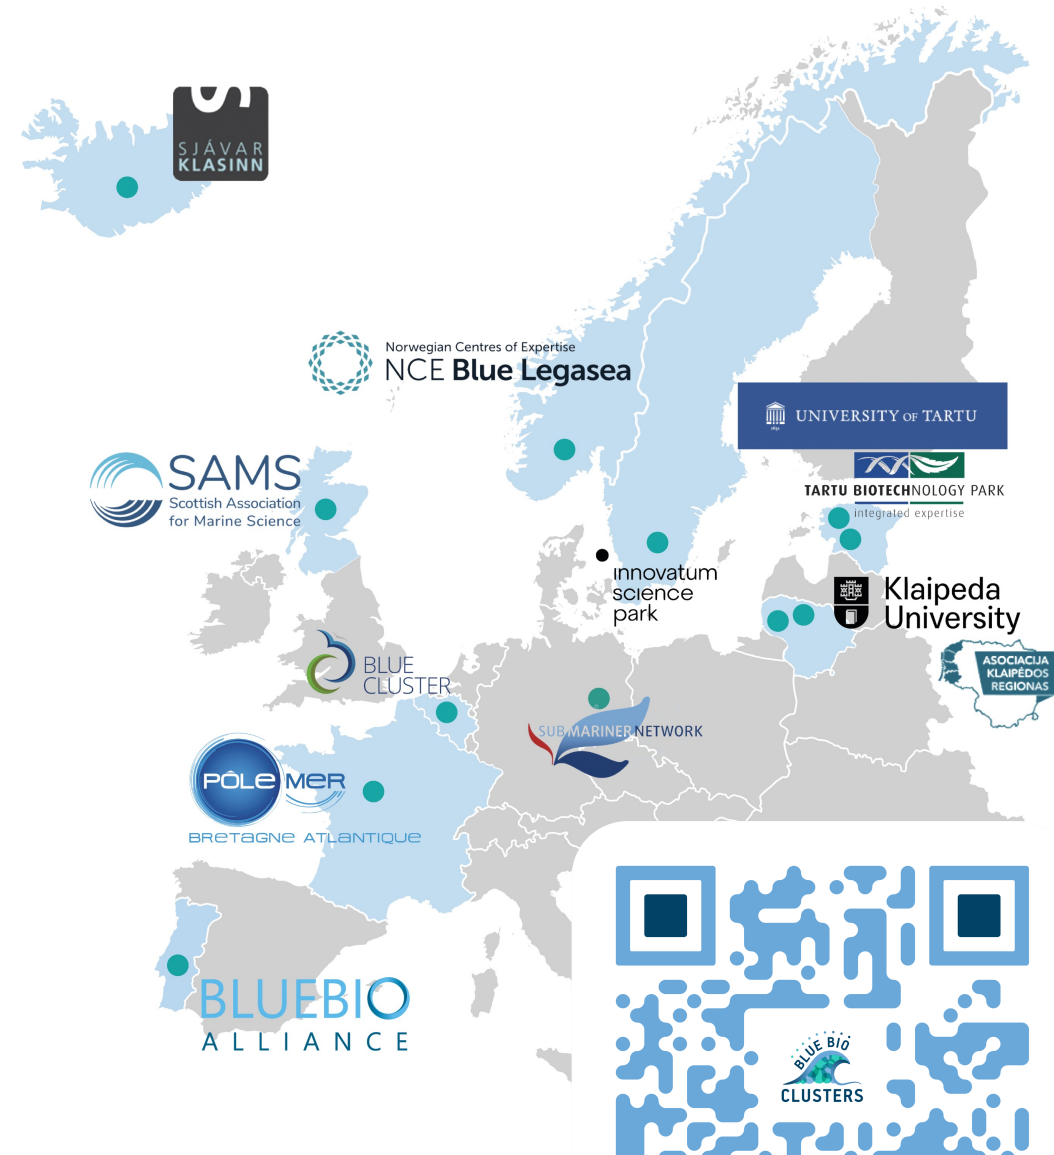 SJÁVAR
KLASINN
Norwegian Centres of Expertise
NCE Blue Legasea
UNIVERSITY OF TARTU
1632
TARTU BIOTECHNOLOGY PARK
integrated expertise
SAMS
Scottish Association
for Marine Science
innovatum
science
park
Klaipeda
University
ASOCIACIJA
KLAIPĖDOS
REGIONAS
BLUE
CLUSTER
SUBMARINER NETWORK
PÔLE MER
BRETAGNE ATLANTIQUE
BLUEBIO
ALLIANCE
BLUE BIO
CLUSTERS